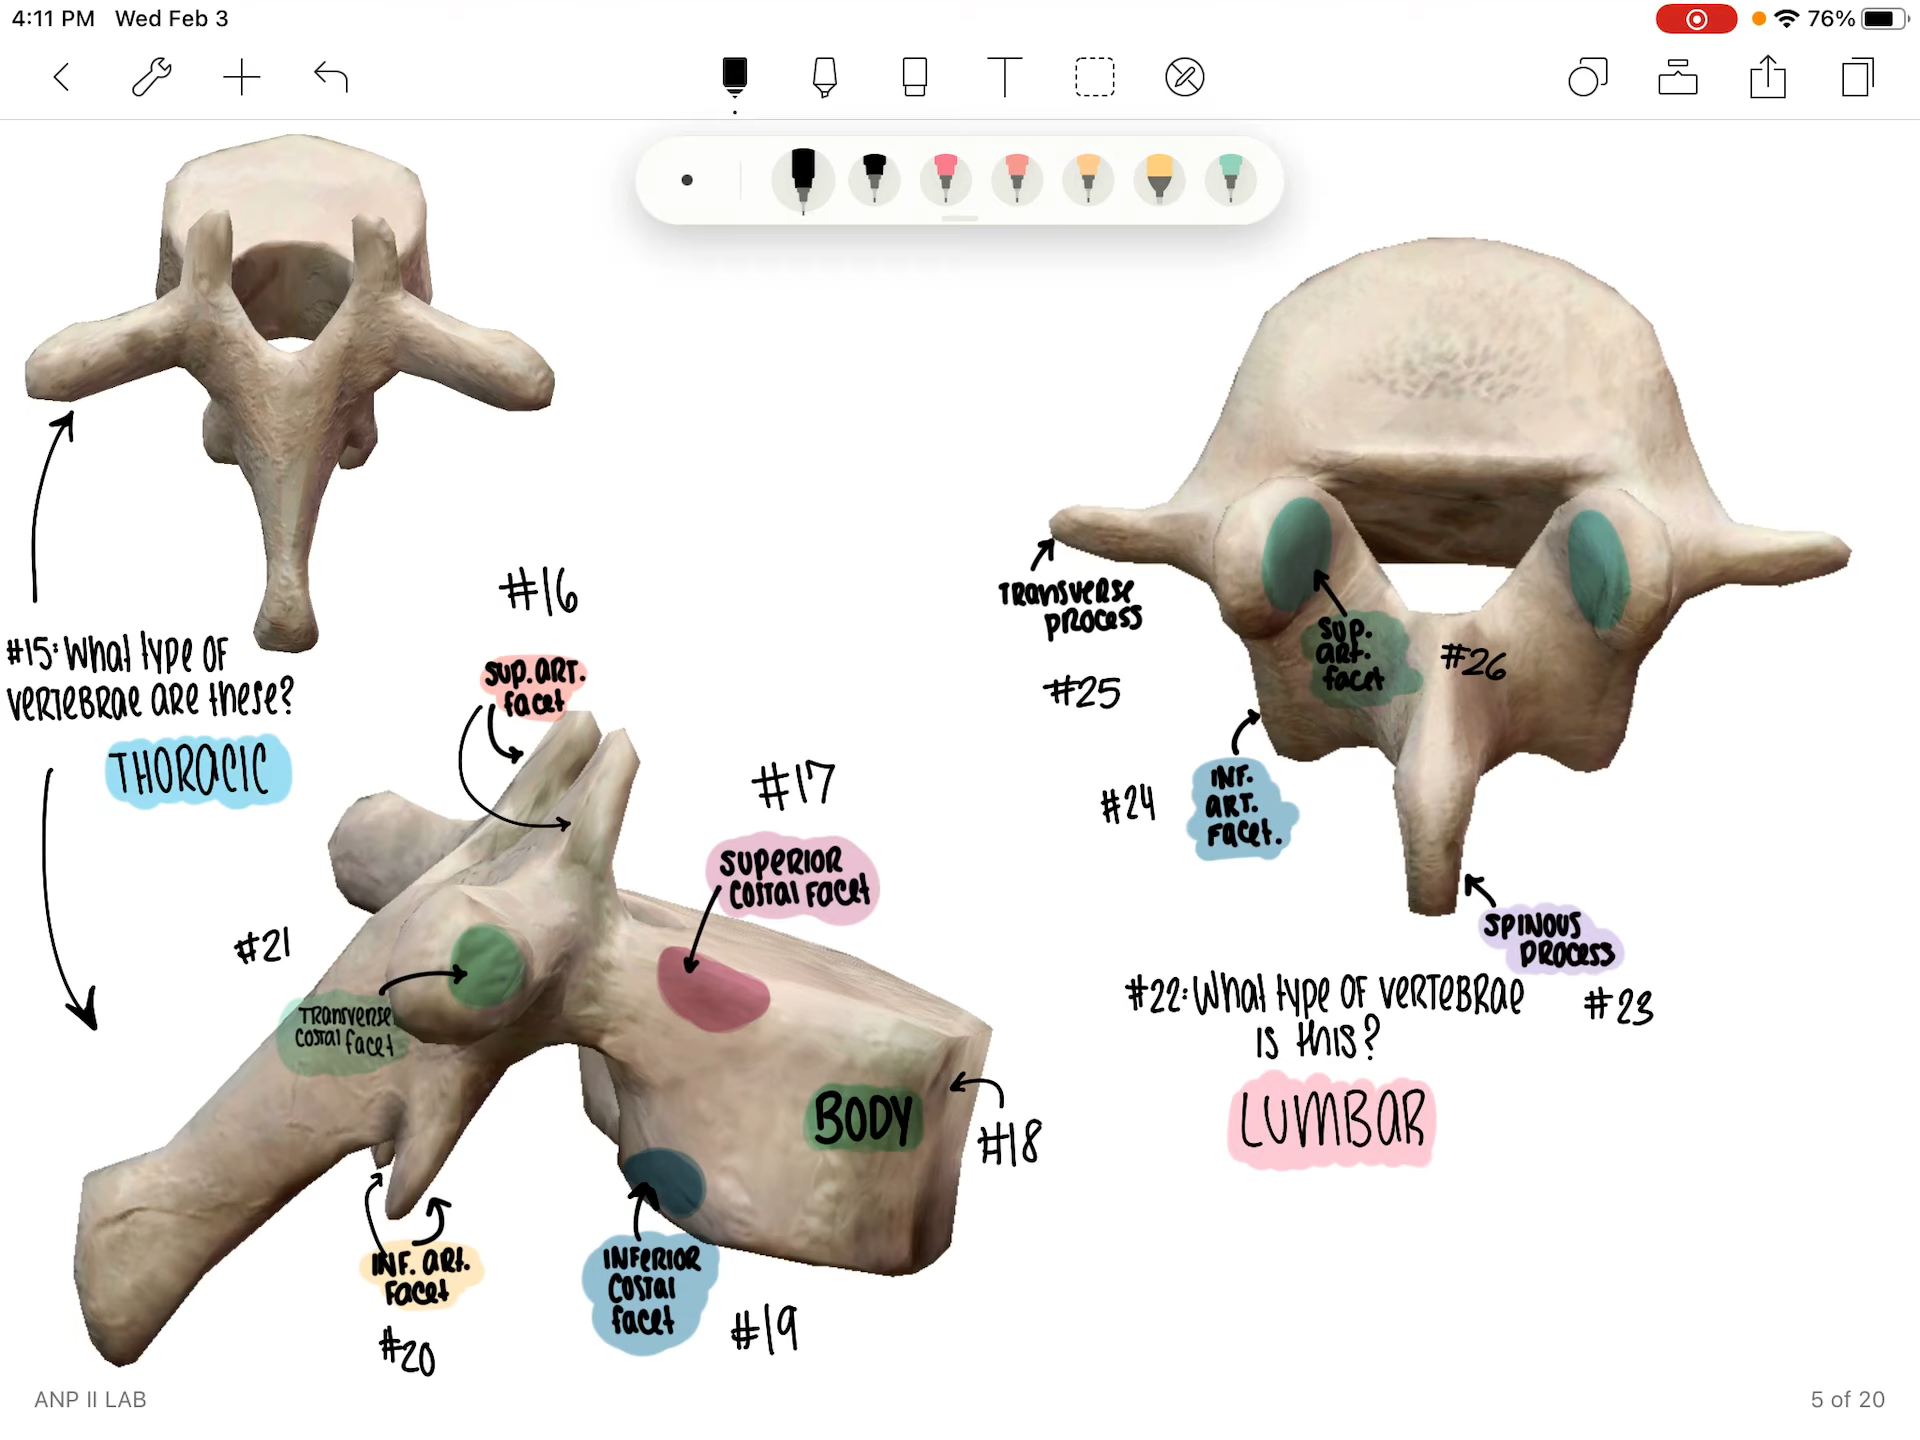 4:11 PM Wed Feb 3
76%
#15: What type of
vertebrae are these?
THORACIC
#16
SUP. ART.
facet
#17
SUPERIOR
COSTAL FACET
#21
TRANSVERSE
COSTAL facet
BODY
#18
INF. ART.
FACET
#20
INFERIOR
COSTAL
facet
#19
TRANSVERSE
PROCESS
#25
SUP.
ART.
facet
#26
#24
INF.
ART.
FACET.
SPINOUS
PROCESS
#23
#22: What type of vertebrae
is this?
LUMBAR
ANP II LAB
5 of 20